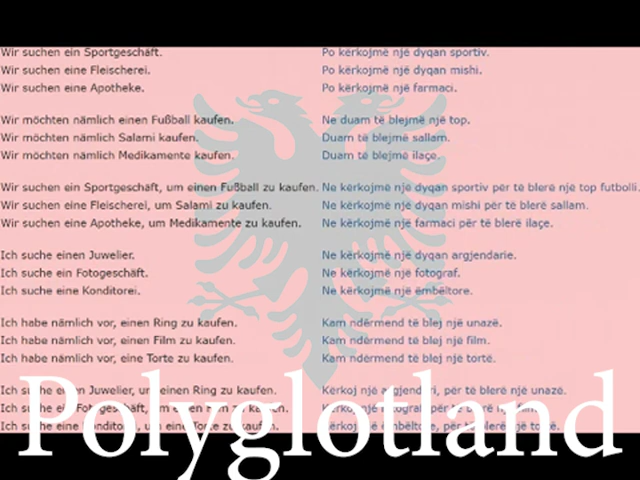 Wir suchen ein Sportgeschäft. Po kërkojmë një dyqan sportiv.
Wir suchen eine Fleischerei. Po kërkojmë një dyqan mishi.
Wir suchen eine Apotheke. Po kërkojmë një farmaci.
Wir möchten nämlich einen Fußball kaufen. Ne duam të blejmë një top.
Wir möchten nämlich Salami kaufen. Duam të blejmë sallam.
Wir möchten nämlich Medikamente kaufen. Duam të blejmë ilaçe.
Wir suchen ein Sportgeschäft, um einen Fußball zu kaufen. Ne kërkojmë një dyqan sportiv për të blerë një top futbolli.
Wir suchen eine Fleischerei, um Salami zu kaufen. Ne kërkojmë një dyqan mishi për të blerë sallam.
Wir suchen eine Apotheke, um Medikamente zu kaufen. Ne kërkojmë një farmaci për të blerë ilaçe.
Ich suche einen Juwelier. Ne kërkojmë një dyqan argjendarie.
Ich suche ein Fotogeschäft. Ne kërkojmë një fotograf.
Ich suche eine Konditorei. Ne kërkojmë një ëmbëltore.
Ich habe nämlich vor, einen Ring zu kaufen. Kam ndërmend të blej një unazë.
Ich habe nämlich vor, einen Film zu kaufen. Kam ndërmend të blej një film.
Ich habe nämlich vor, eine Torte zu kaufen. Kam ndërmend të blej një tortë.
Ich suche einen Juwelier, um einen Ring zu kaufen. Kërkoj një argjendari, për të blerë një unazë.
Ich zu kaufen.
Ich eine Torte zu kaufen.
Polyglotland